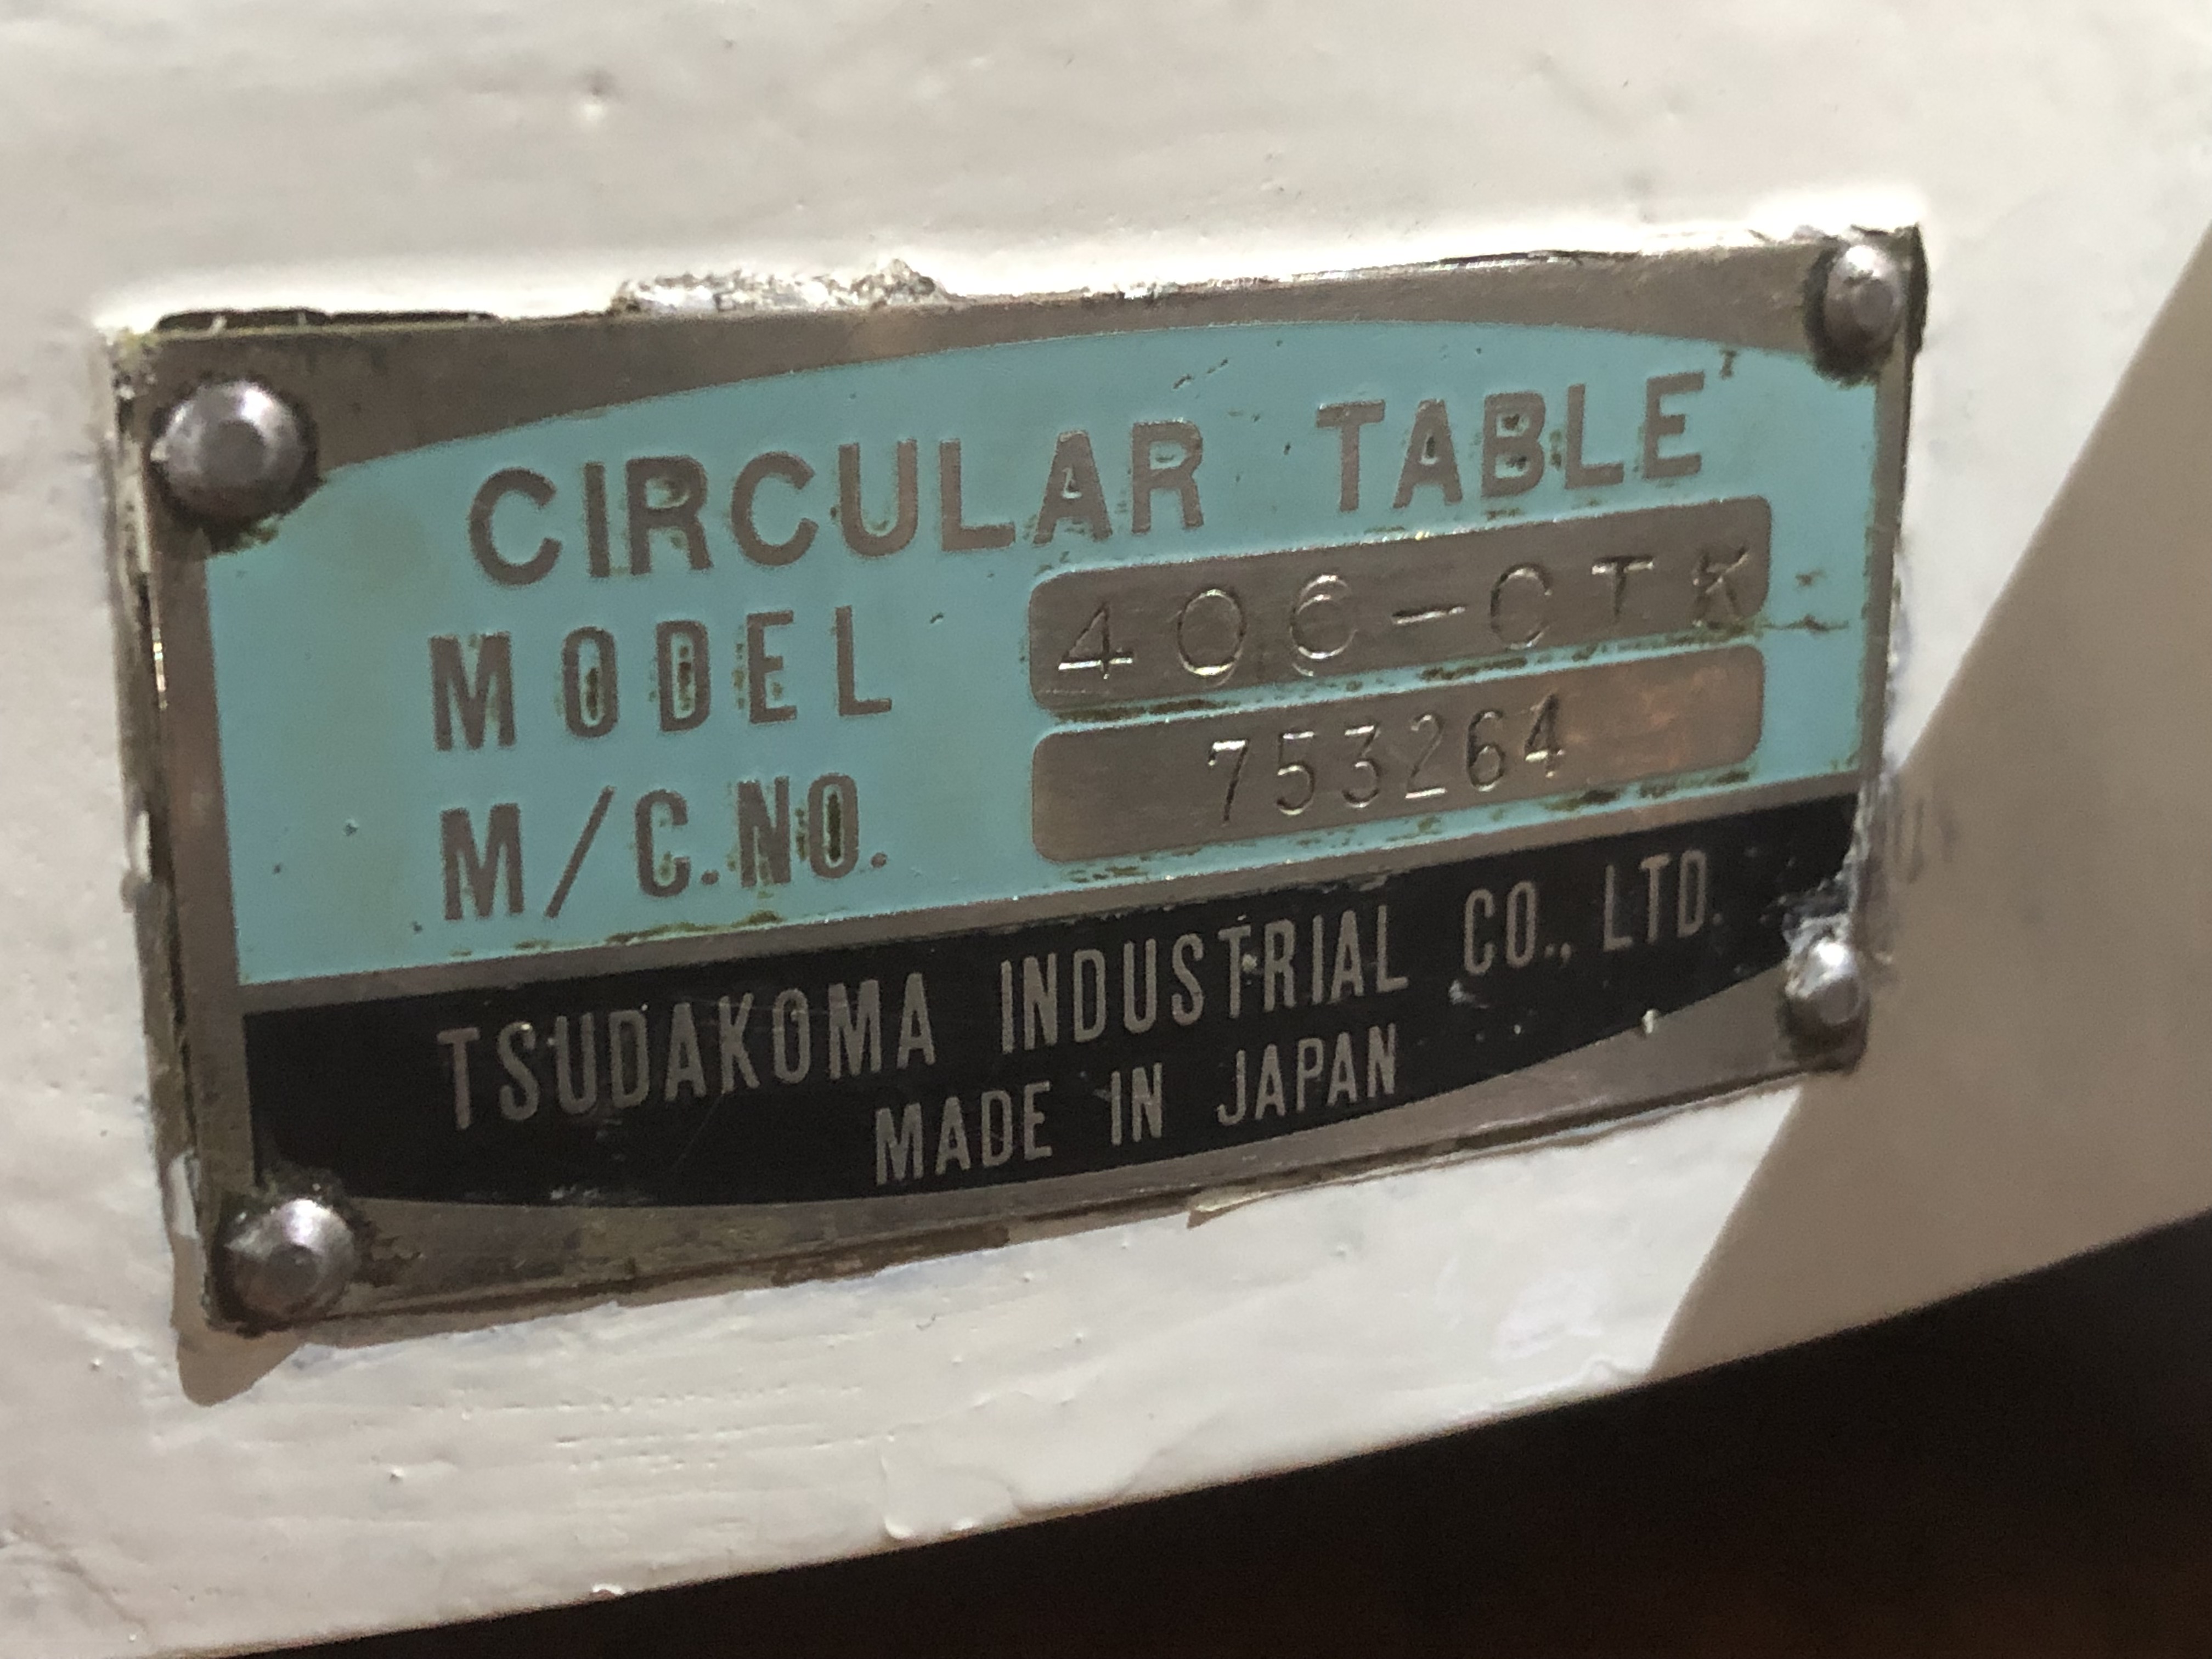 CIRCULAR TABLE
MODEL 406-CTK
M/C.NO. 753264
TSUDAKOMA INDUSTRIAL CO., LTD.
MADE IN JAPAN